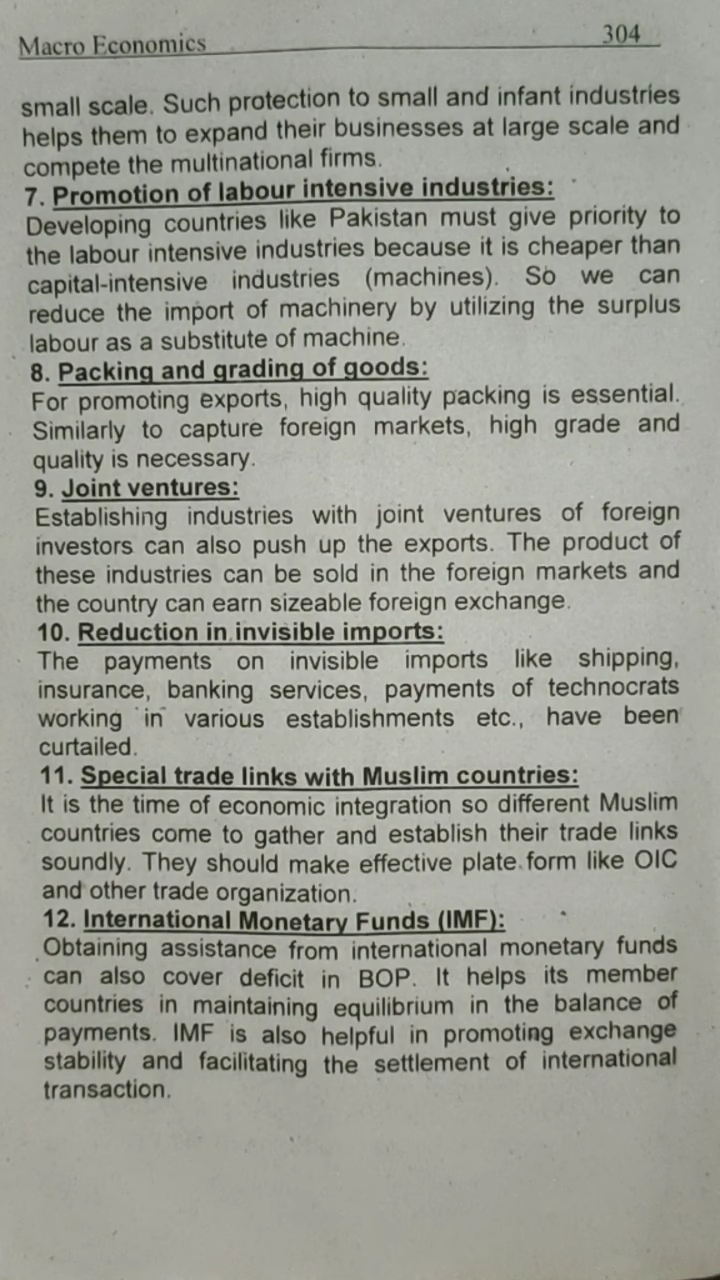 Macro Economics 304
small scale. Such protection to small and infant industries
helps them to expand their businesses at large scale and
compete the multinational firms.
7. Promotion of labour intensive industries:
Developing countries like Pakistan must give priority to
the labour intensive industries because it is cheaper than
capital-intensive industries (machines). So we can
reduce the import of machinery by utilizing the surplus
labour as a substitute of machine.
8. Packing and grading of goods:
For promoting exports, high quality packing is essential.
Similarly to capture foreign markets, high grade and
quality is necessary.
9. Joint ventures:
Establishing industries with joint ventures of foreign
investors can also push up the exports. The product of
these industries can be sold in the foreign markets and
the country can earn sizeable foreign exchange.
10. Reduction in invisible imports:
The payments on invisible imports like shipping,
insurance, banking services, payments of technocrats
working in various establishments etc., have been
curtailed.
11. Special trade links with Muslim countries:
It is the time of economic integration so different Muslim
countries come to gather and establish their trade links
soundly. They should make effective plate form like OIC
and other trade organization.
12. International Monetary Funds (IMF):
Obtaining assistance from international monetary funds
can also cover deficit in BOP. It helps its member
countries in maintaining equilibrium in the balance of
payments. IMF is also helpful in promoting exchange
stability and facilitating the settlement of international
transaction.